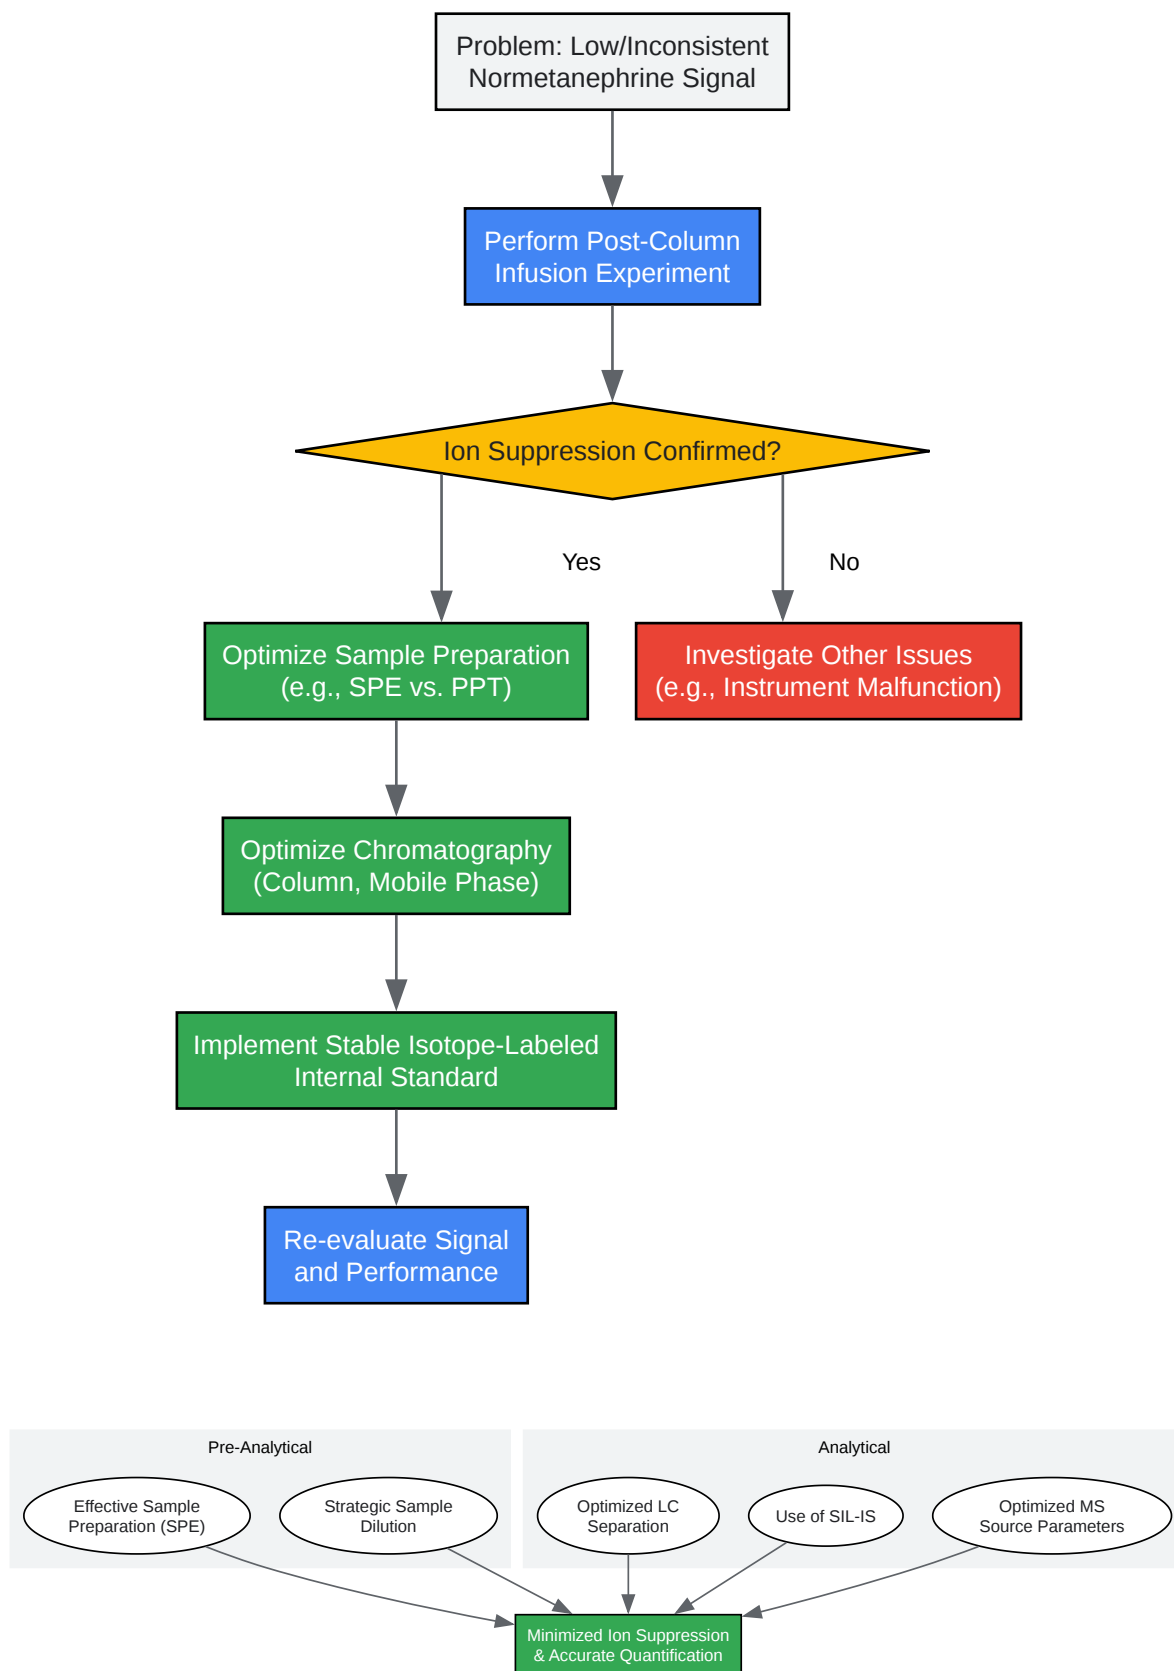 Problem: Low/Inconsistent
Normetanephrine Signal
Perform Post-Column
Infusion Experiment
Ion Suppression Confirmed?
Yes
No
Optimize Sample Preparation
(e.g., SPE vs. PPT)
Investigate Other Issues
(e.g., Instrument Malfunction)
Optimize Chromatography
(Column, Mobile Phase)
Implement Stable Isotope-Labeled
Internal Standard
Re-evaluate Signal
and Performance
Pre-Analytical
Effective Sample
Preparation (SPE)
Strategic Sample
Dilution
Analytical
Optimized LC
Separation
Use of SIL-IS
Optimized MS
Source Parameters
Minimized Ion Suppression
& Accurate Quantification